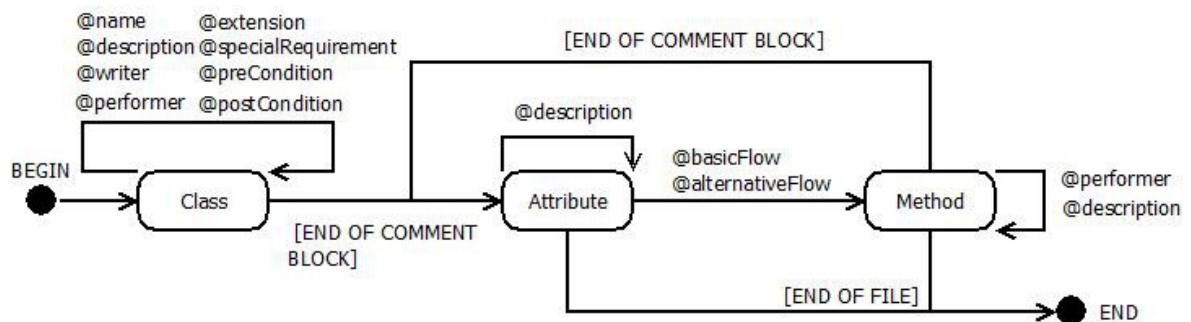 @name @extension
@description @specialRequirement
@writer @preCondition
@performer @postCondition
[END OF COMMENT BLOCK]
@description
BEGIN
@basicFlow
@alternativeFlow
@performer
@description
Class
Attribute
Method
[END OF COMMENT
BLOCK]
[END OF FILE]
END